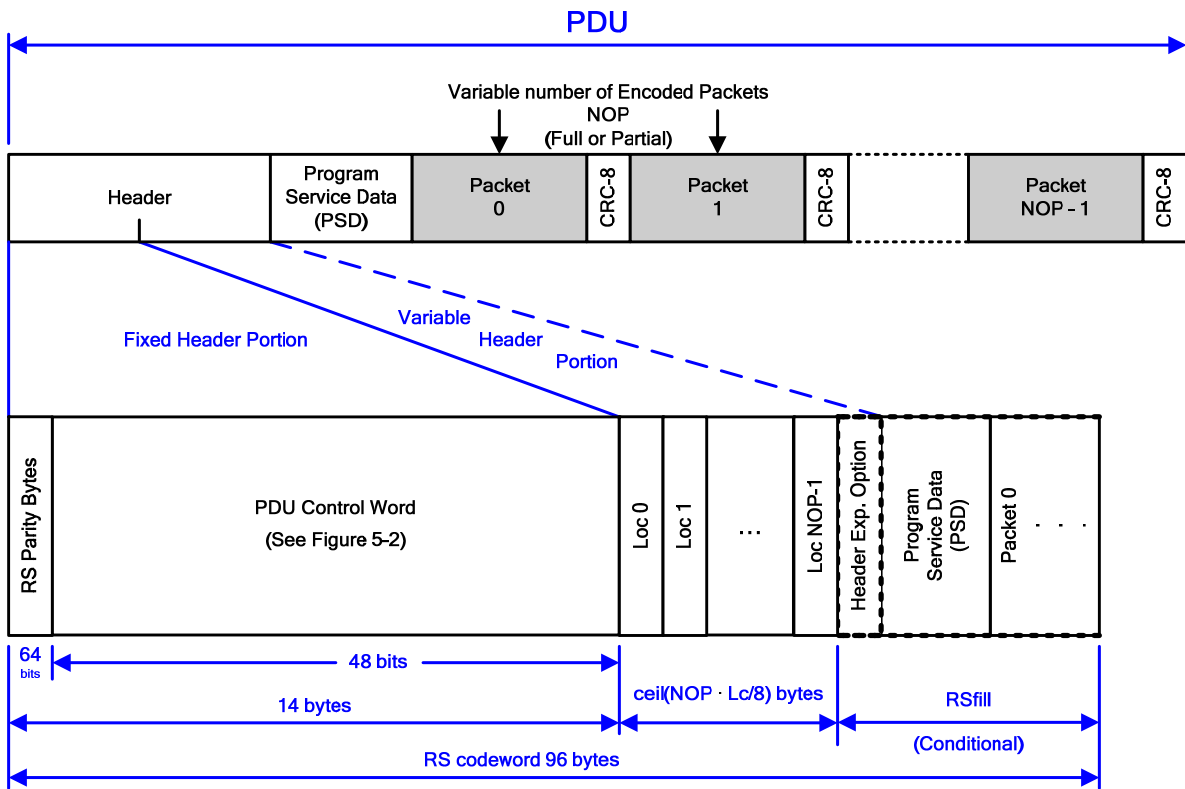 PDU
Variable number of Encoded Packets
NOP
(Full or Partial)
Header
Program
Service Data
(PSD)
Packet
0
CRC-8
Packet
1
CRC-8
Packet
NOP - 1
CRC-8
Fixed Header Portion
Variable
Header
Portion
RS Parity Bytes
PDU Control Word
(See Figure 5-2)
Loc 0
Loc 1
...
Loc NOP-1
Header Exp. Option
Program
Service Data
(PSD)
Packet 0
. . .
64
bits
48 bits
14 bytes
ceil(NOP · Lc/8) bytes
RSfill
(Conditional)
RS codeword 96 bytes